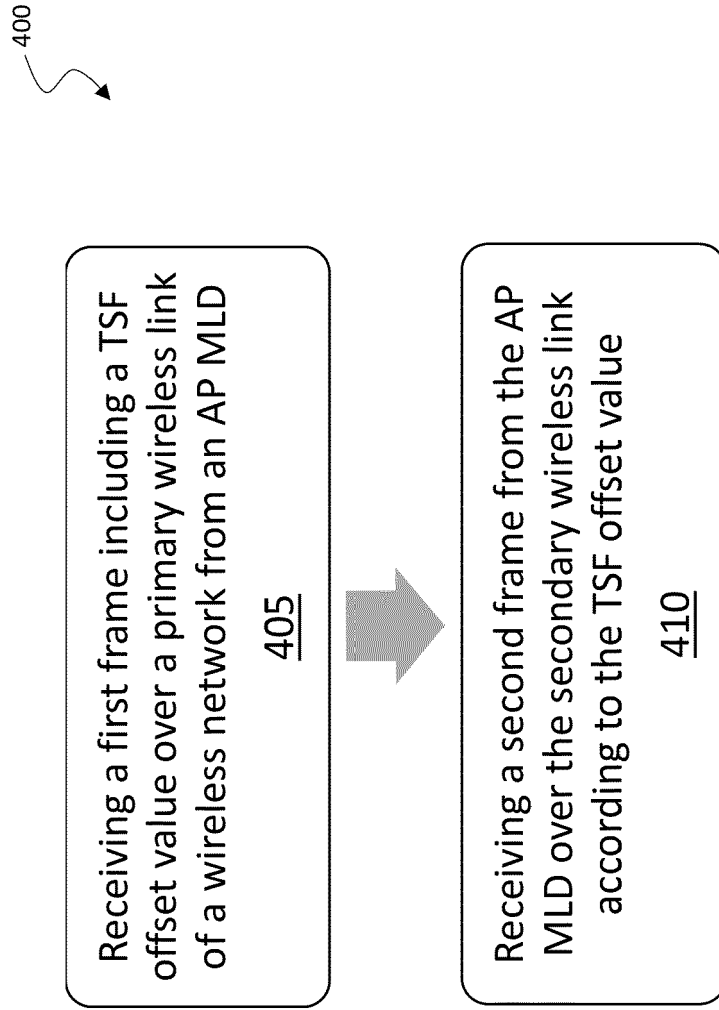 400
Receiving a first frame including a TSF
offset value over a primary wireless link
of a wireless network from an AP MLD
405
Receiving a second frame from the AP
MLD over the secondary wireless link
according to the TSF offset value
410